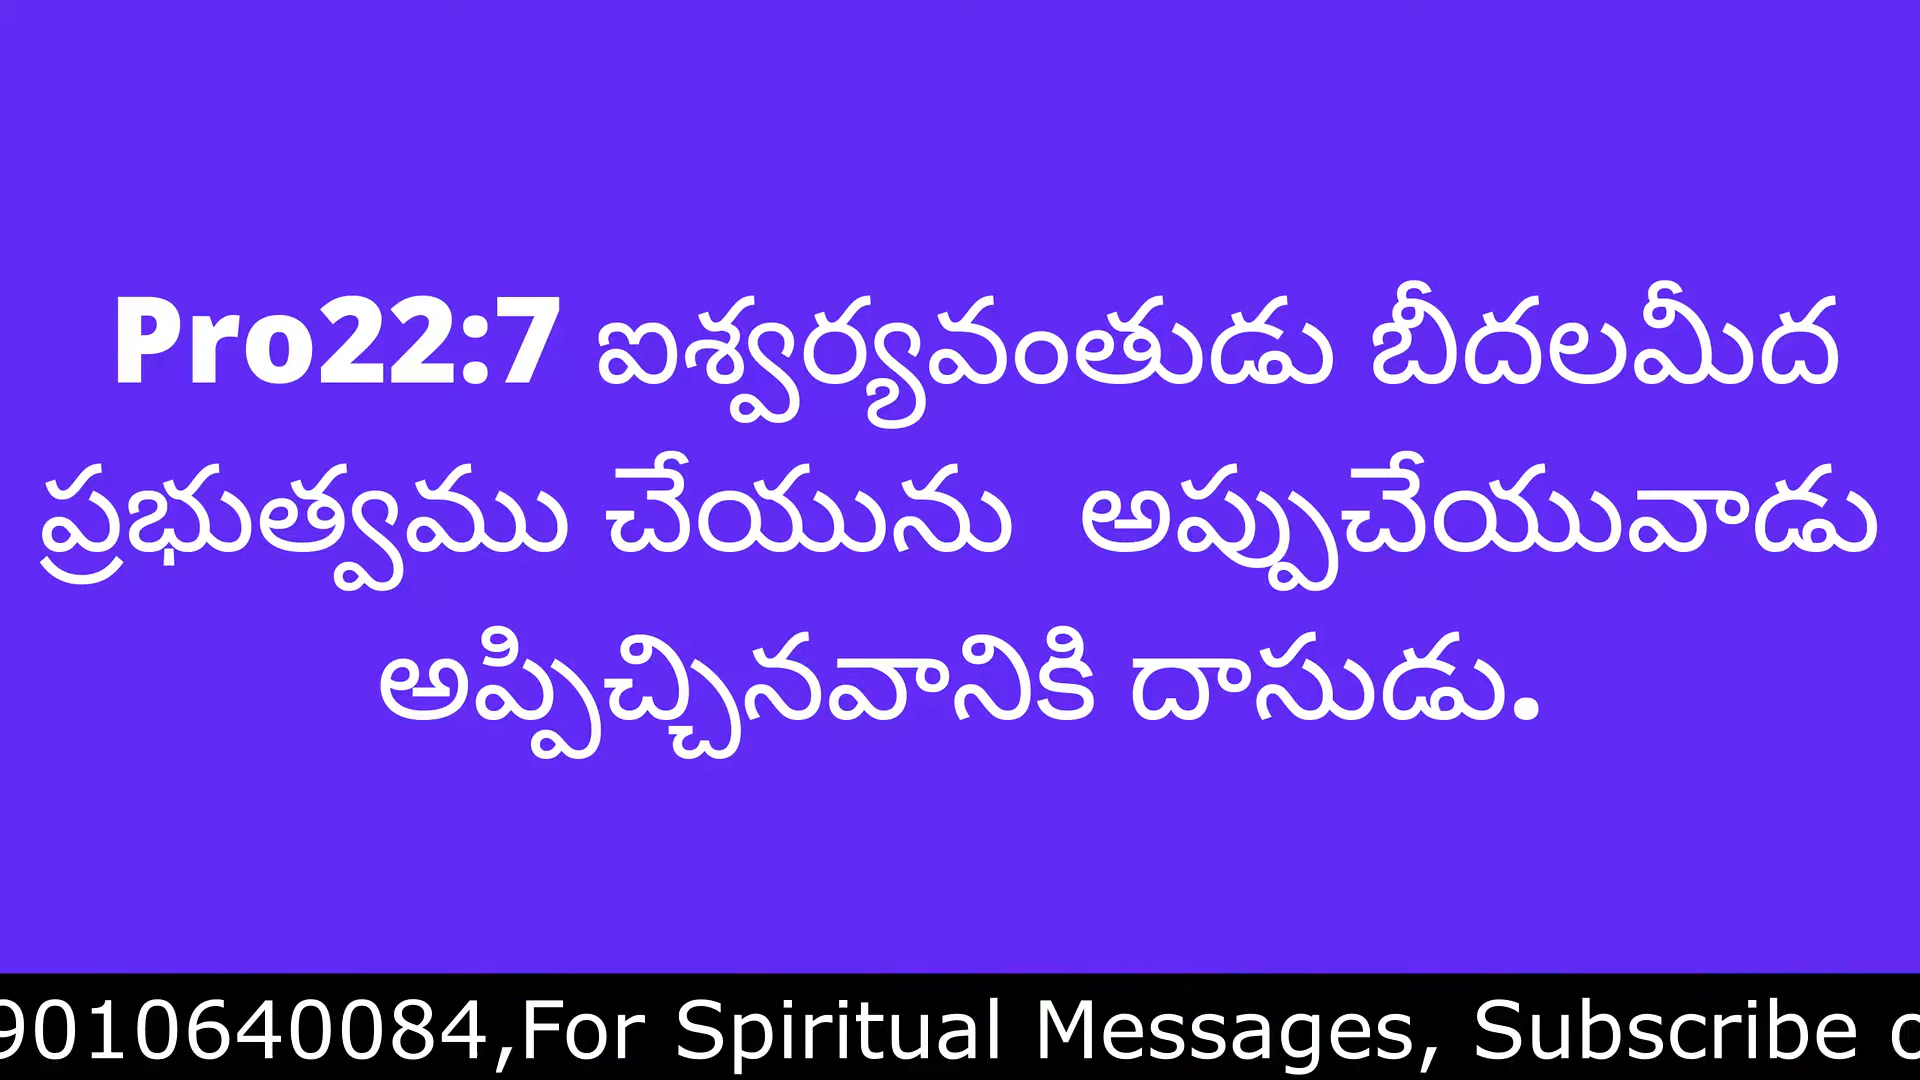 Pro22:7 ఐశ్వర్యవంతుడు బీదలమీద
ప్రభుత్వము చేయును అప్పుచేయువాడు
అప్పిచ్చినవానికి దాసుడు.
9010640084,For Spiritual Messages, Subscribe